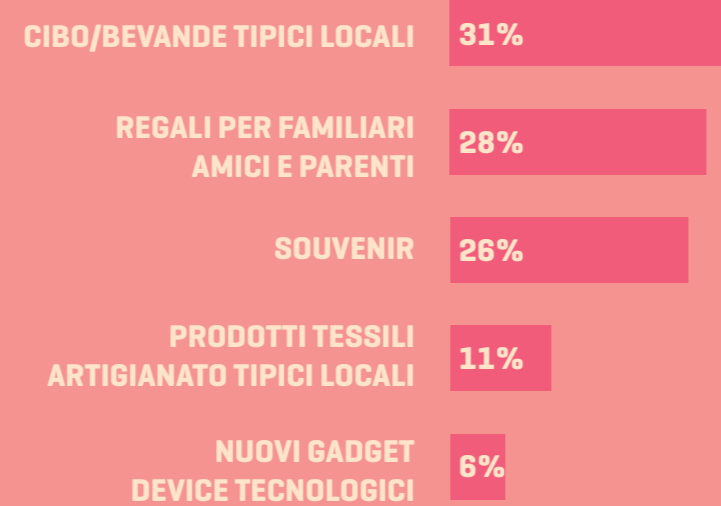 CIBO/BEVANDE TIPICI LOCALI 31%
REGALI PER FAMILIARI
AMICI E PARENTI 28%
SOUVENIR 26%
PRODOTTI TESSILI
ARTIGIANATO TIPICI LOCALI 11%
NUOVI GADGET
DEVICE TECNOLOGICI 6%